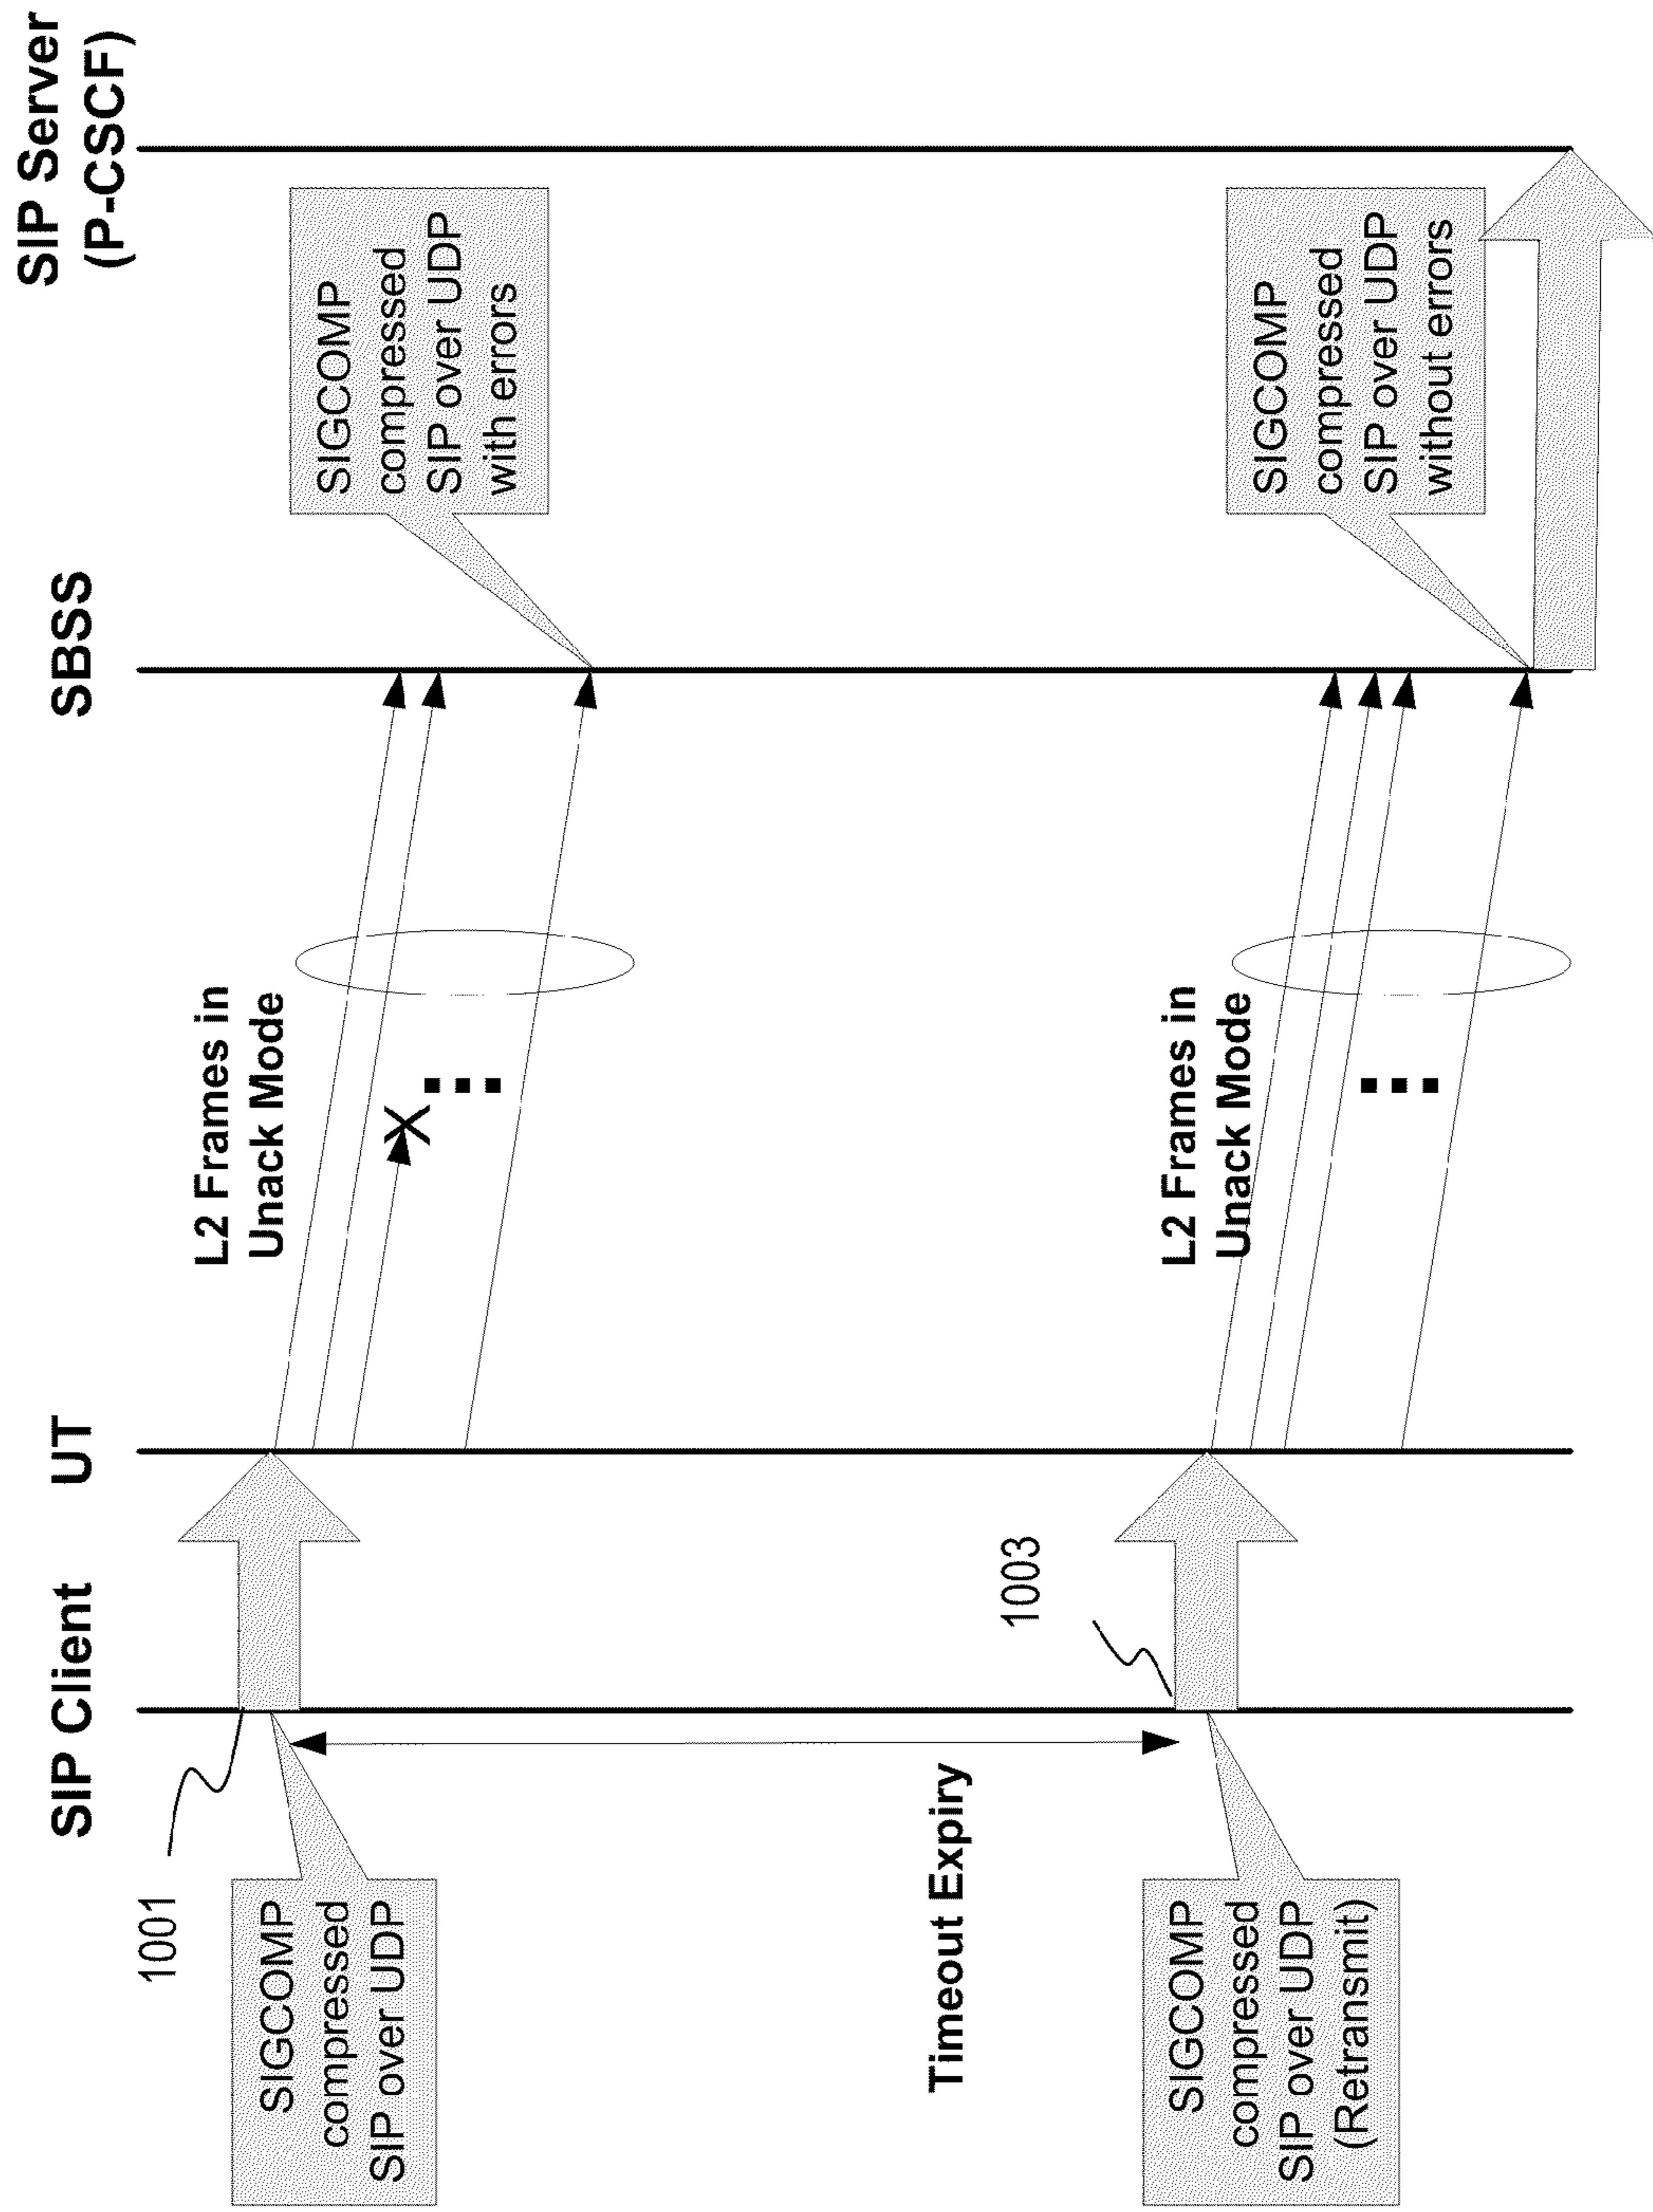 SIP Client
UT
SBSS
SIP Server
(P-CSCF)
1001
SIGCOMP
compressed
SIP over UDP
L2 Frames in
Unack Mode
X
SIGCOMP
compressed
SIP over UDP
with errors
Timeout Expiry
1003
SIGCOMP
compressed
SIP over UDP
(Retransmit)
L2 Frames in
Unack Mode
SIGCOMP
compressed
SIP over UDP
without errors